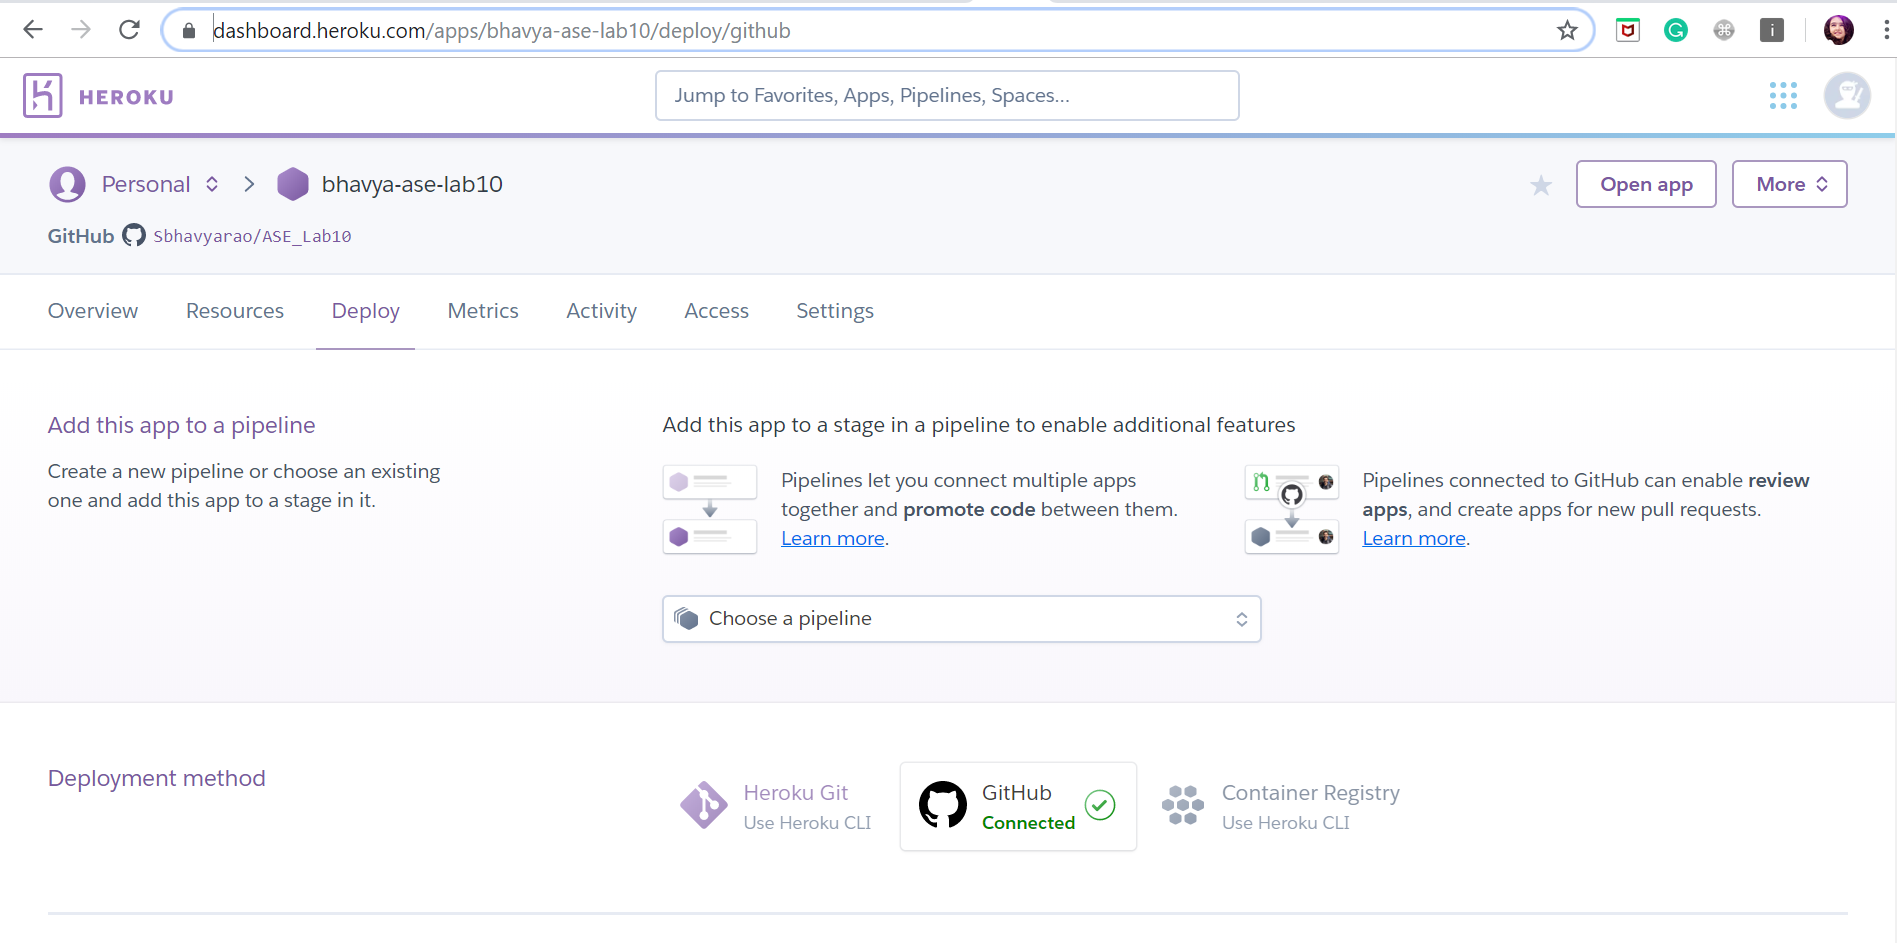 dashboard.heroku.com/apps/bhavya-ase-lab10/deploy/github
HEROKU
Jump to Favorites, Apps, Pipelines, Spaces...
Personal
bhavya-ase-lab10
Open app
More
GitHub Sbhavyarao/ASE_Lab10
Overview
Resources
Deploy
Metrics
Activity
Access
Settings
Add this app to a pipeline
Create a new pipeline or choose an existing
one and add this app to a stage in it.
Add this app to a stage in a pipeline to enable additional features
Pipelines let you connect multiple apps
together and promote code between them.
Learn more.
Pipelines connected to GitHub can enable review
apps, and create apps for new pull requests.
Learn more.
Choose a pipeline
Deployment method
Heroku Git
Use Heroku CLI
GitHub
Connected
Container Registry
Use Heroku CLI